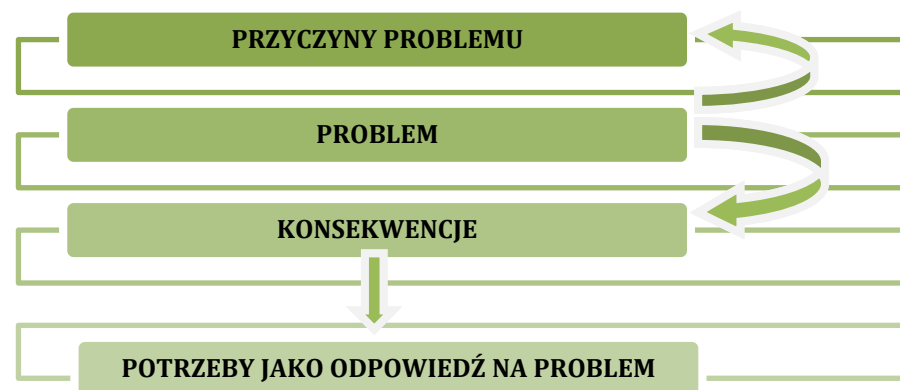 PRZYCZYNY PROBLEMU
PROBLEM
KONSEKWENCJE
POTRZEBY JAKO ODPOWIEDŹ NA PROBLEM